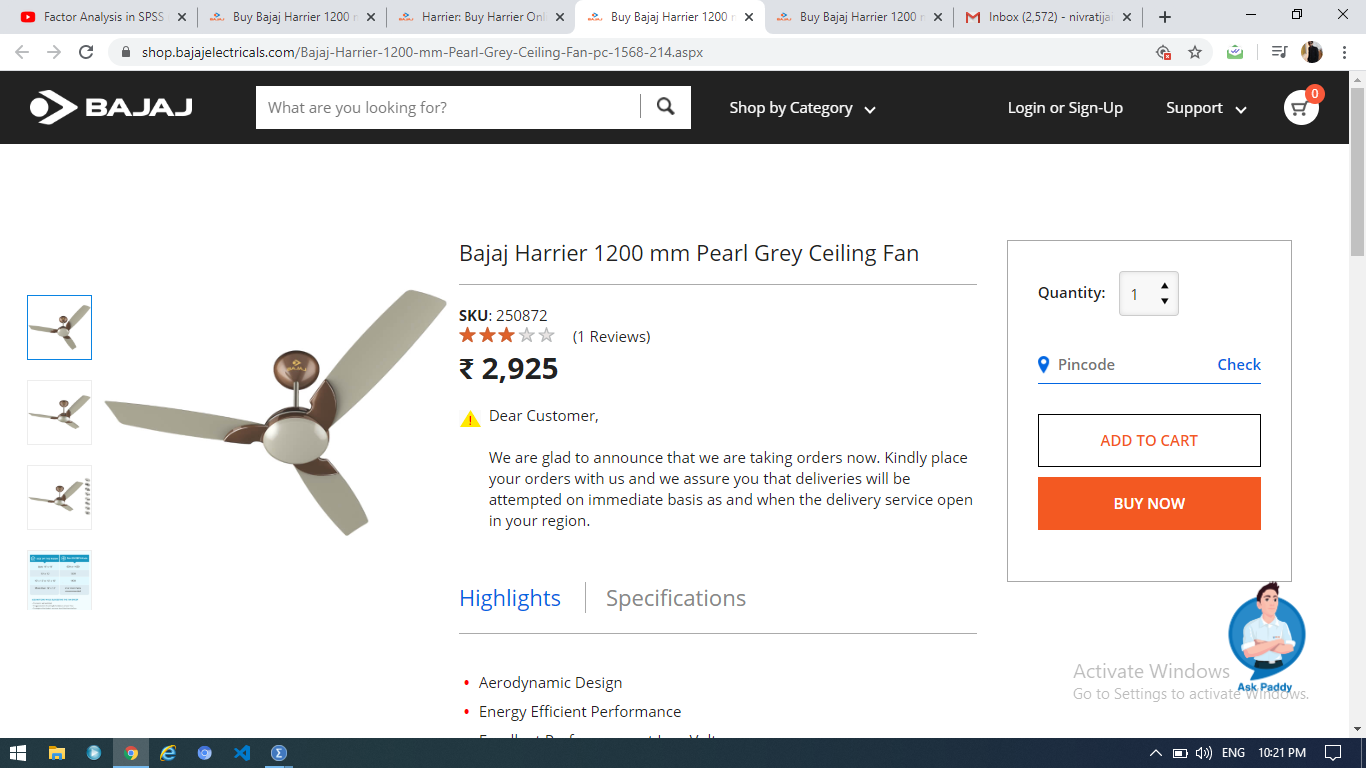 Factor Analysis in SPSS
Buy Bajaj Harrier 1200
Harrier: Buy Harrier Onl
Buy Bajaj Harrier 1200
Buy Bajaj Harrier 1200
Inbox (2,572) - nivratijai
shop.bajajelectricals.com/Bajaj-Harrier-1200-mm-Pearl-Grey-Ceiling-Fan-pc-1568-214.aspx
BAJAJ
What are you looking for?
Shop by Category
Login or Sign-Up
Support
0
Bajaj Harrier 1200 mm Pearl Grey Ceiling Fan
SKU: 250872
(1 Reviews)
₹ 2,925
Dear Customer,
We are glad to announce that we are taking orders now. Kindly place
your orders with us and we assure you that deliveries will be
attempted on immediate basis as and when the delivery service open
in your region.
Quantity: 1
Pincode Check
ADD TO CART
BUY NOW
BAJAJ
Highlights
Specifications
Aerodynamic Design
Energy Efficient Performance
Ask Paddy
Activate Windows
Go to Settings to activate Windows.
ENG
10:21 PM